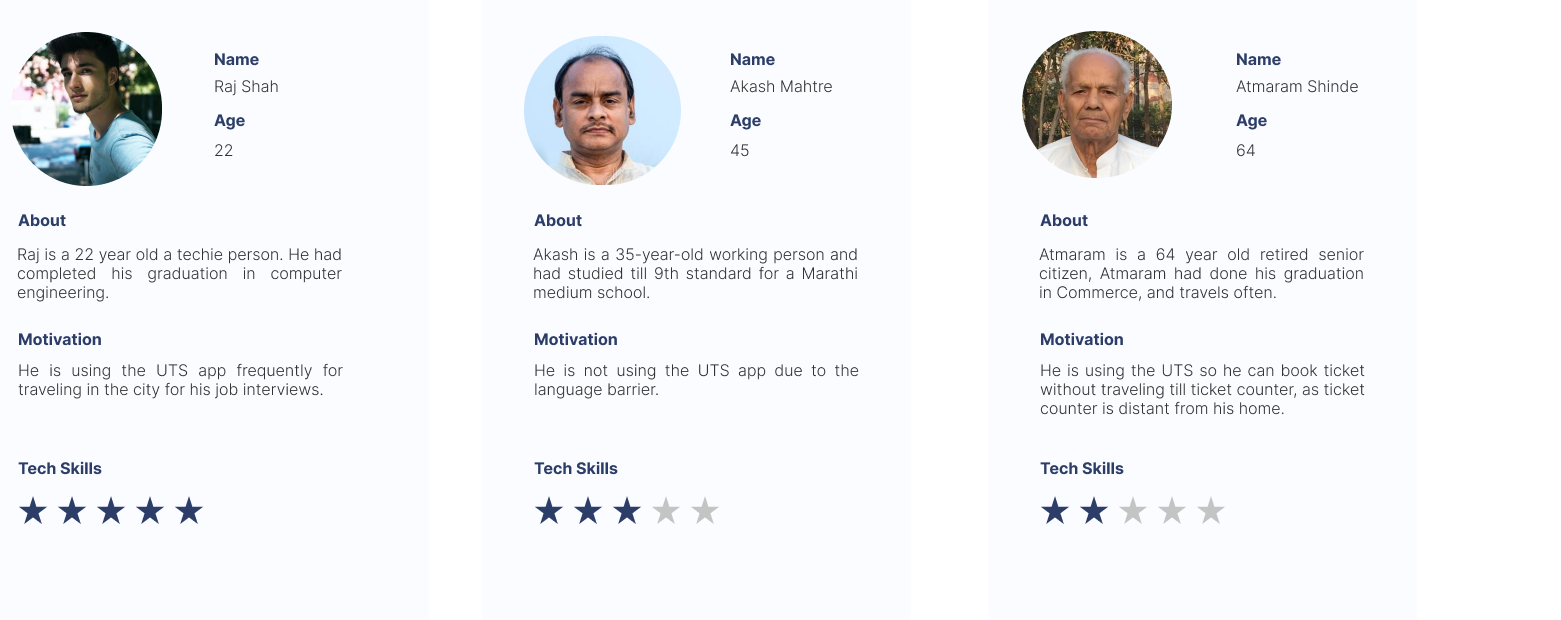 Name
Raj Shah
Age
22
About
Raj is a 22 year old a techie person. He had
completed his graduation in computer
engineering.
Motivation
He is using the UTS app frequently for
traveling in the city for his job interviews.
Tech Skills
Name
Akash Mahtre
Age
45
About
Akash is a 35-year-old working person and
had studied till 9th standard for a Marathi
medium school.
Motivation
He is not using the UTS app due to the
language barrier.
Tech Skills
Name
Atmaram Shinde
Age
64
About
Atmaram is a 64 year old retired senior
citizen, Atmaram had done his graduation
in Commerce, and travels often.
Motivation
He is using the UTS so he can book ticket
without traveling till ticket counter, as ticket
counter is distant from his home.
Tech Skills